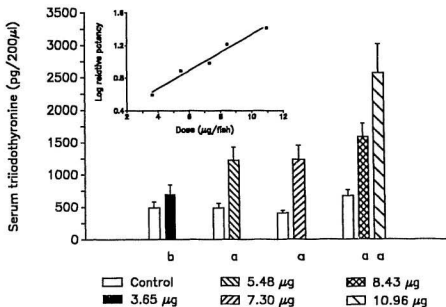 Serum triiodothyronine
(pg/200µl)
3500
3000
2500
2000
1500
1000
500
0
Log relative potency
1.6
1.2
0.8
0.4
2 4 6 8 10 12
Dose (µg/fish)
b a a a a
Control 5.48 µg 8.43 µg
3.65 µg 7.30 µg 10.96 µg